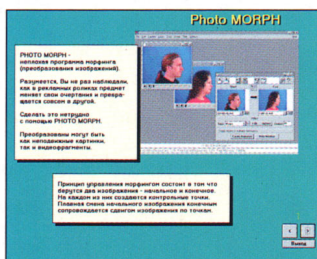 Photo MORPH
PHOTO MORPH -
неплохая программа морфинга
(преобразования изображений).
Разумеется, Вы не раз наблюдали,
как в рекламных роликах предмет
меняет свои очертания и превра-
щается совсем в другой.
Сделать это нетрудно
с помощью PHOTO MORPH.
Преобразованы могут быть
как неподвижные картинки,
так и видеофрагменты.
Принцип управления морфингом состоит в том что
берутся два изображения - начальное и конечное.
На каждом из них создаются контрольные точки.
Плавная смена начального изображения конечным
сопровождается сдвигом изображения по точкам.
Выход